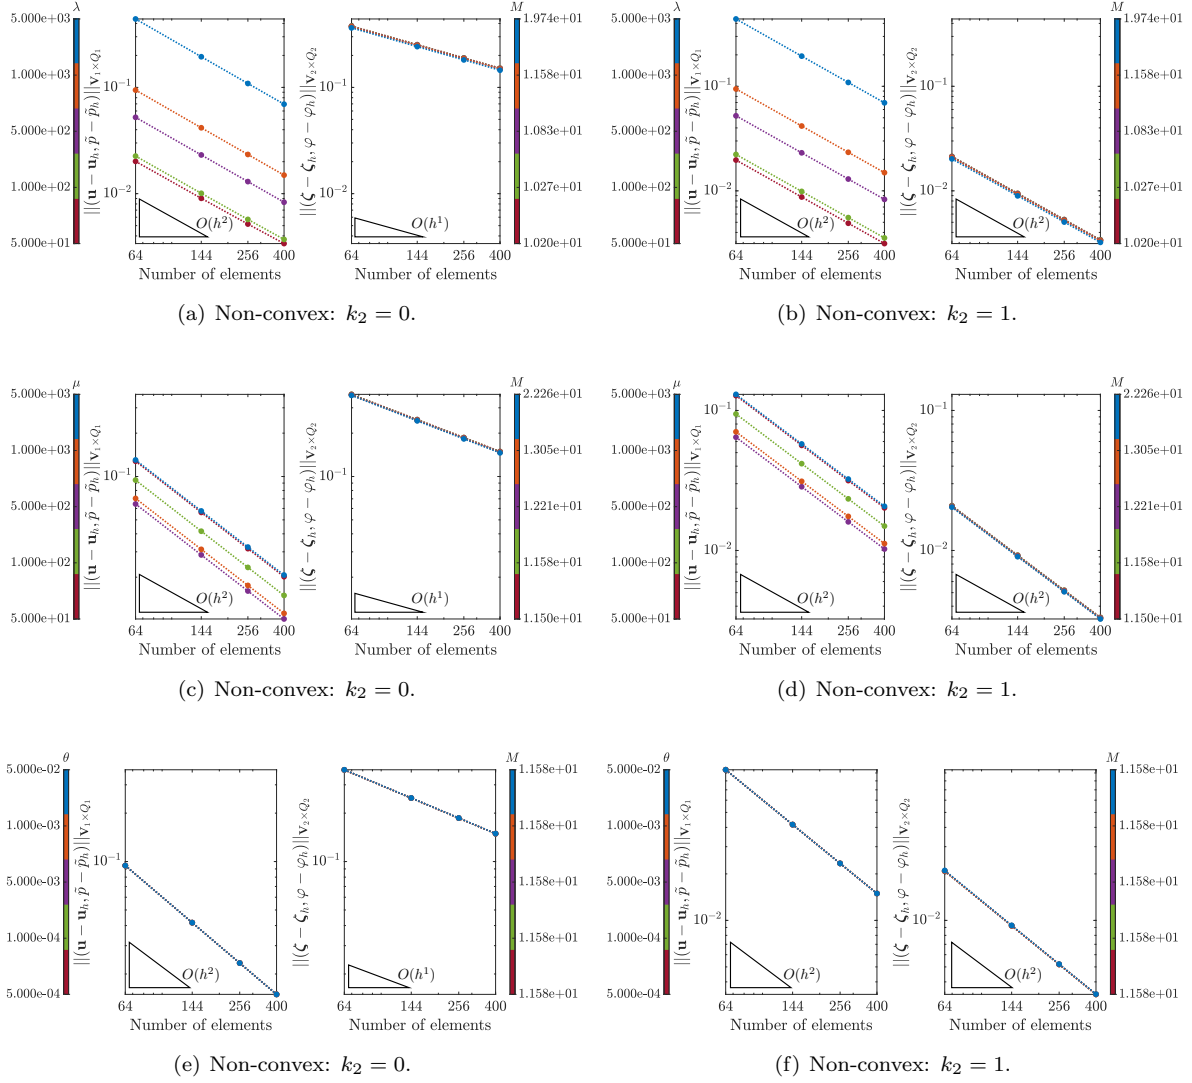 λ
5.000e+03
1.000e+03
5.000e+02
1.000e+02
5.000e+01
||(u − u_h, p̃ − p̃_h)||_{V_1×Q_1}
10^{-1}
10^{-2}
O(h^2)
64 144 256 400
Number of elements
||(ζ − ζ_h, φ − φ_h)||_{V_2×Q_2}
10^{-1}
10^{-2}
O(h^1)
64 144 256 400
Number of elements
M
1.974e+01
1.158e+01
1.083e+01
1.027e+01
1.020e+01
(a) Non-convex: k_2 = 0.
λ
5.000e+03
1.000e+03
5.000e+02
1.000e+02
5.000e+01
||(u − u_h, p̃ − p̃_h)||_{V_1×Q_1}
10^{-1}
10^{-2}
O(h^2)
64 144 256 400
Number of elements
||(ζ − ζ_h, φ − φ_h)||_{V_2×Q_2}
10^{-1}
10^{-2}
O(h^2)
64 144 256 400
Number of elements
M
1.974e+01
1.158e+01
1.083e+01
1.027e+01
1.020e+01
(b) Non-convex: k_2 = 1.
μ
5.000e+03
1.000e+03
5.000e+02
1.000e+02
5.000e+01
||(u − u_h, p̃ − p̃_h)||_{V_1×Q_1}
10^{-1}
O(h^2)
64 144 256 400
Number of elements
||(ζ − ζ_h, φ − φ_h)||_{V_2×Q_2}
10^{-1}
O(h^1)
64 144 256 400
Number of elements
M
2.226e+01
1.305e+01
1.221e+01
1.158e+01
1.150e+01
(c) Non-convex: k_2 = 0.
μ
5.000e+03
1.000e+03
5.000e+02
1.000e+02
5.000e+01
||(u − u_h, p̃ − p̃_h)||_{V_1×Q_1}
10^{-1}
10^{-2}
O(h^2)
64 144 256 400
Number of elements
||(ζ − ζ_h, φ − φ_h)||_{V_2×Q_2}
10^{-1}
10^{-2}
O(h^2)
64 144 256 400
Number of elements
M
2.226e+01
1.305e+01
1.221e+01
1.158e+01
1.150e+01
(d) Non-convex: k_2 = 1.
θ
5.000e-02
1.000e-03
5.000e-03
1.000e-04
5.000e-04
||(u − u_h, p̃ − p̃_h)||_{V_1×Q_1}
10^{-1}
O(h^2)
64 144 256 400
Number of elements
||(ζ − ζ_h, φ − φ_h)||_{V_2×Q_2}
10^{-1}
O(h^1)
64 144 256 400
Number of elements
M
1.158e+01
1.158e+01
1.158e+01
1.158e+01
1.158e+01
(e) Non-convex: k_2 = 0.
θ
5.000e-02
1.000e-03
5.000e-03
1.000e-04
5.000e-04
||(u − u_h, p̃ − p̃_h)||_{V_1×Q_1}
10^{-2}
O(h^2)
64 144 256 400
Number of elements
||(ζ − ζ_h, φ − φ_h)||_{V_2×Q_2}
10^{-2}
O(h^2)
64 144 256 400
Number of elements
M
1.158e+01
1.158e+01
1.158e+01
1.158e+01
1.158e+01
(f) Non-convex: k_2 = 1.